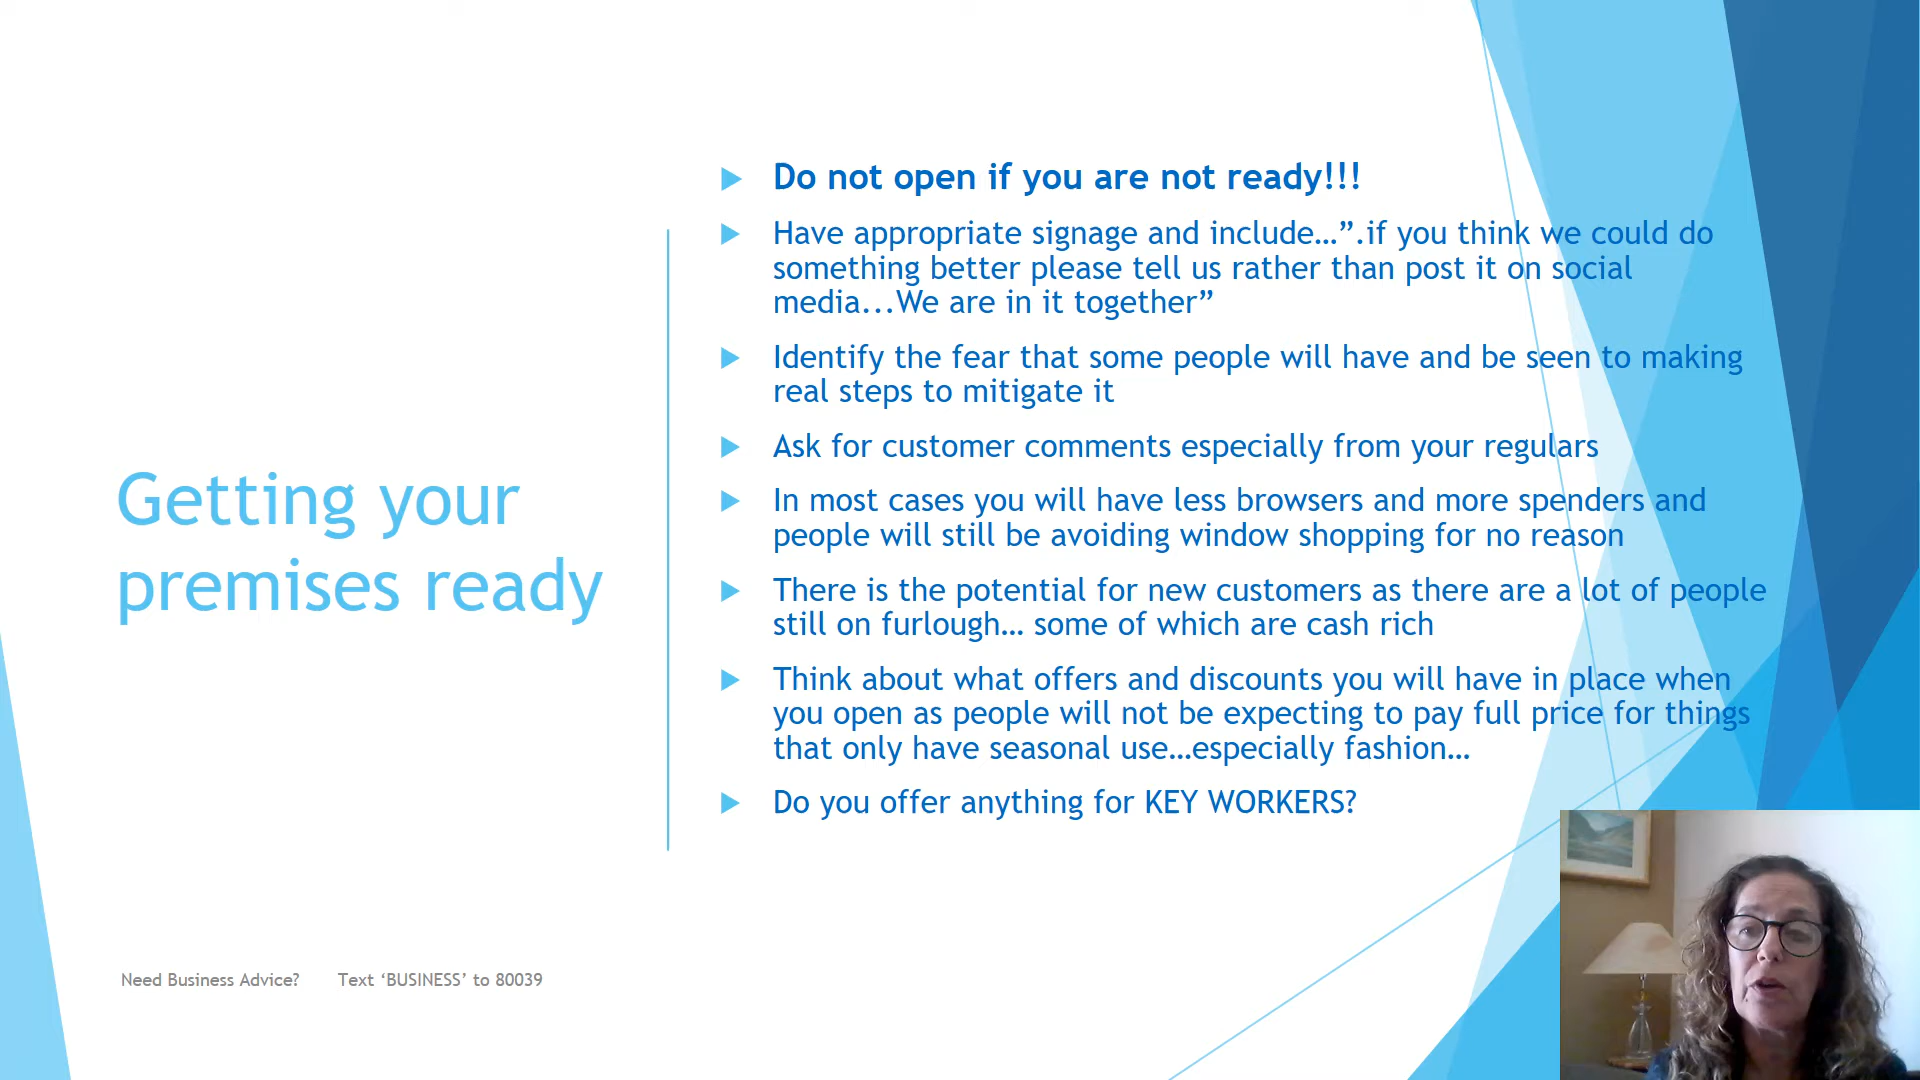 Getting your
premises ready
Do not open if you are not ready!!!
Have appropriate signage and include…”.if you think we could do
something better please tell us rather than post it on social
media...We are in it together”
Identify the fear that some people will have and be seen to making
real steps to mitigate it
Ask for customer comments especially from your regulars
In most cases you will have less browsers and more spenders and
people will still be avoiding window shopping for no reason
There is the potential for new customers as there are a lot of people
still on furlough… some of which are cash rich
Think about what offers and discounts you will have in place when
you open as people will not be expecting to pay full price for things
that only have seasonal use…especially fashion…
Do you offer anything for KEY WORKERS?
Need Business Advice? Text ‘BUSINESS’ to 80039